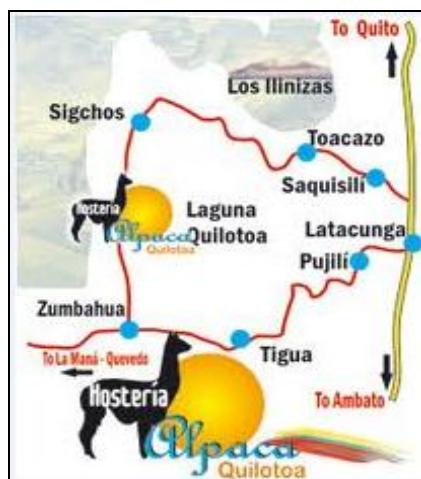 To Quito
Los Ilinizas
Sigchos
Toacazo
Saquisilí
Hostería
Alpaca
Quilotoa
Laguna
Quilotoa
Latacunga
Pujilí
Zumbahua
Tigua
To La Maná - Quevedo
To Ambato
Hostería
Alpaca
Quilotoa